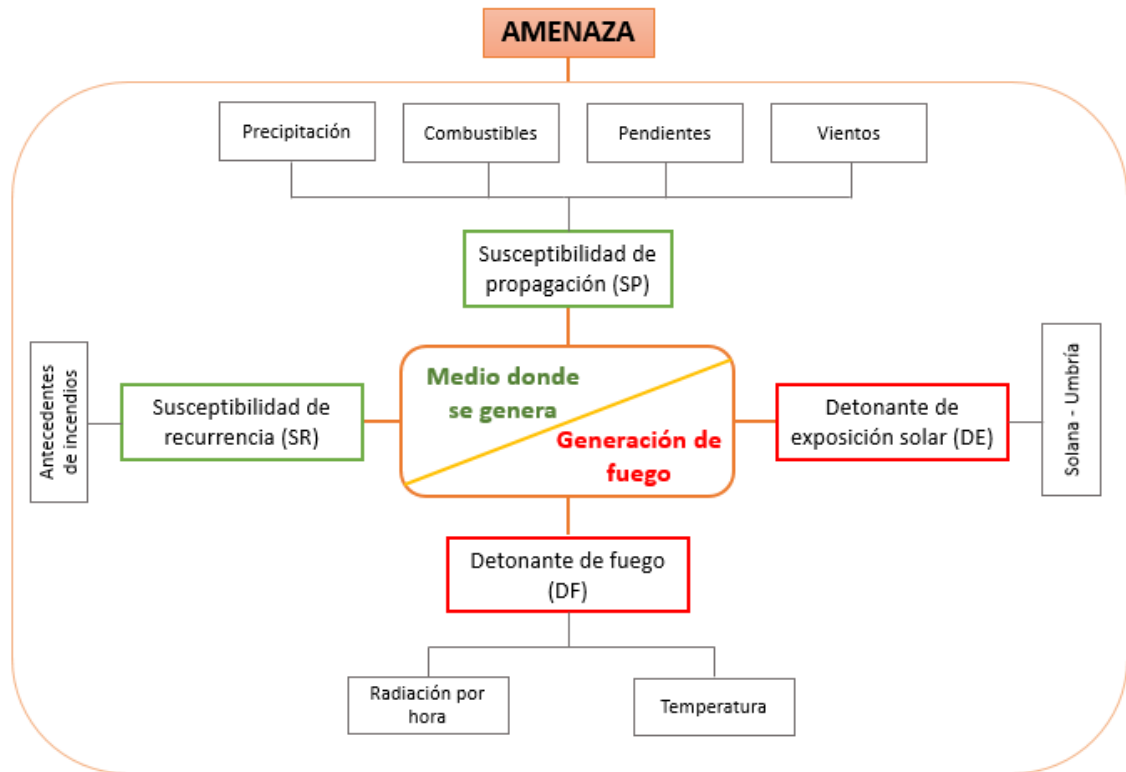 AMENAZA
Precipitación
Combustibles
Pendientes
Vientos
Susceptibilidad de
propagación (SP)
Antecedentes
de incendios
Susceptibilidad de
recurrencia (SR)
Medio donde
se genera
Generación de
fuego
Detonante de
exposición solar (DE)
Solana - Umbría
Detonante de fuego
(DF)
Radiación por
hora
Temperatura